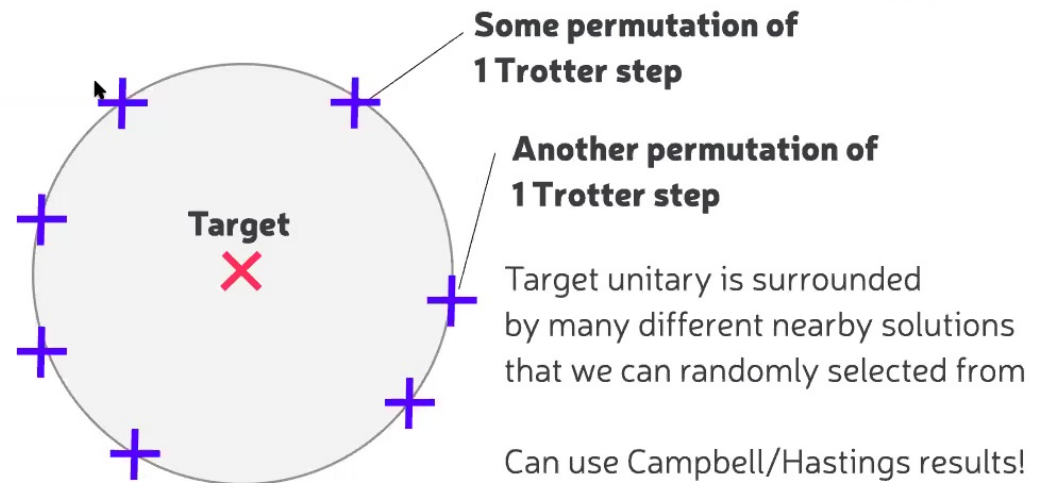 Some permutation of
1 Trotter step
Another permutation of
1 Trotter step
Target
Target unitary is surrounded
by many different nearby solutions
that we can randomly selected from
Can use Campbell/Hastings results!